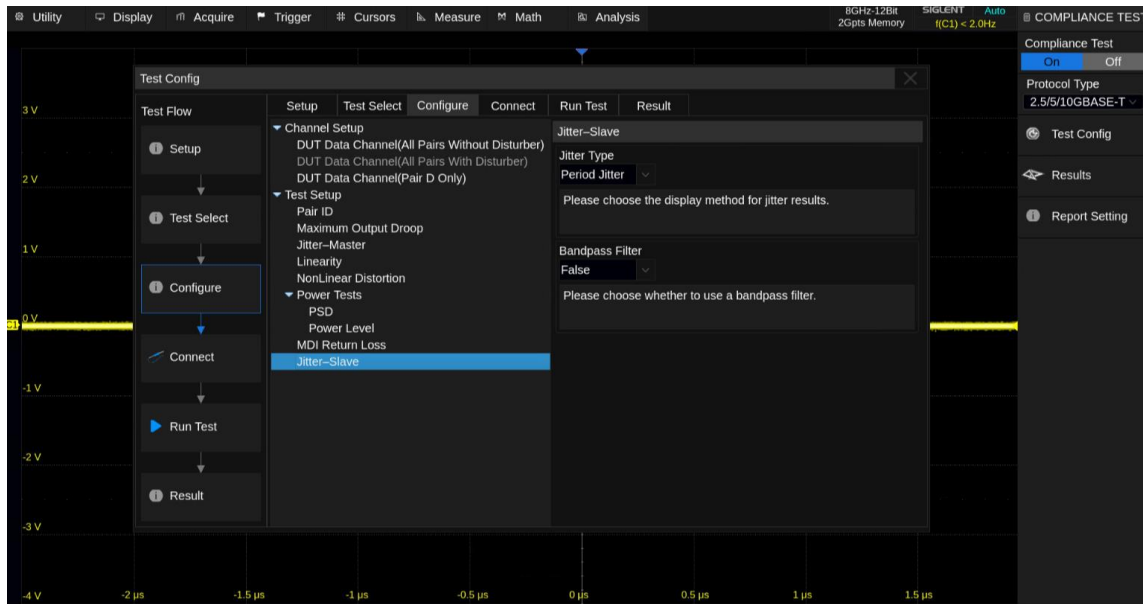 Utility Display Acquire Trigger Cursors Measure Math Analysis
8GHz-12Bit
2Gpts Memory
SIGLENT Auto
f(C1) < 2.0Hz
COMPLIANCE TES
Compliance Test
On Off
Protocol Type
2.5/5/10GBASE-T
Test Config
Results
Report Setting
Test Config
Test Flow
Setup
Test Select
Configure
Connect
Run Test
Result
Setup Test Select Configure Connect Run Test Result
Channel Setup
DUT Data Channel(All Pairs Without Disturber)
DUT Data Channel(All Pairs With Disturber)
DUT Data Channel(Pair D Only)
Test Setup
Pair ID
Maximum Output Droop
Jitter–Master
Linearity
NonLinear Distortion
Power Tests
PSD
Power Level
MDI Return Loss
Jitter–Slave
Jitter–Slave
Jitter Type
Period Jitter
Please choose the display method for jitter results.
Bandpass Filter
False
Please choose whether to use a bandpass filter.
3 V
2 V
1 V
0 V
C1
-1 V
-2 V
-3 V
-4 V
-2 µs -1.5 µs -1 µs -0.5 µs 0 µs 0.5 µs 1 µs 1.5 µs